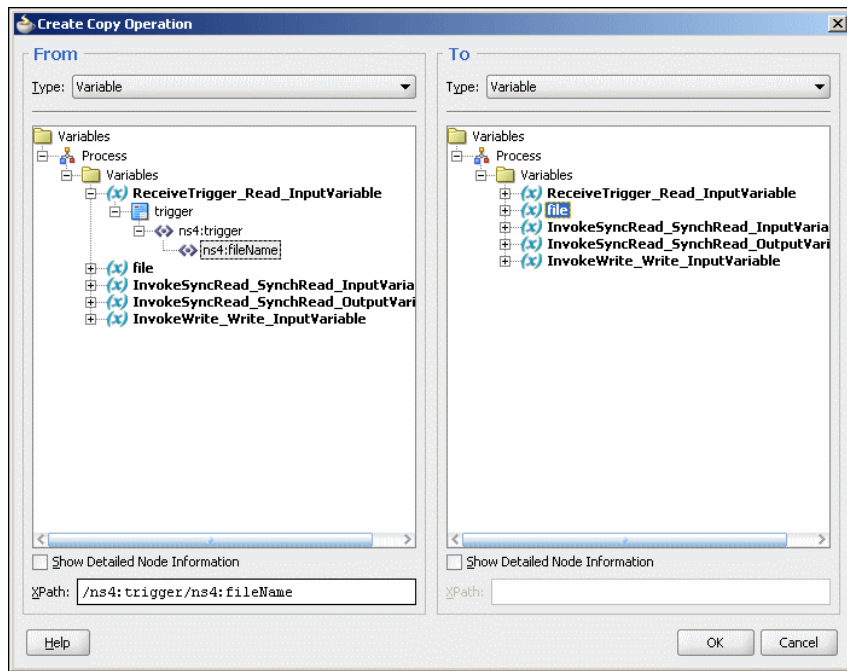 Create Copy Operation
From
Type: Variable
Variables
Process
Variables
ReceiveTrigger_Read_InputVariable
trigger
ns4:trigger
ns4:fileName
file
InvokeSyncRead_SynchRead_InputVaria
InvokeSyncRead_SynchRead_OutputVari
InvokeWrite_Write_InputVariable
Show Detailed Node Information
XPath: /ns4:trigger/ns4:fileName
To
Type: Variable
Variables
Process
Variables
ReceiveTrigger_Read_InputVariable
file
InvokeSyncRead_SynchRead_InputVaria
InvokeSyncRead_SynchRead_OutputVari
InvokeWrite_Write_InputVariable
Show Detailed Node Information
XPath:
Help
OK
Cancel